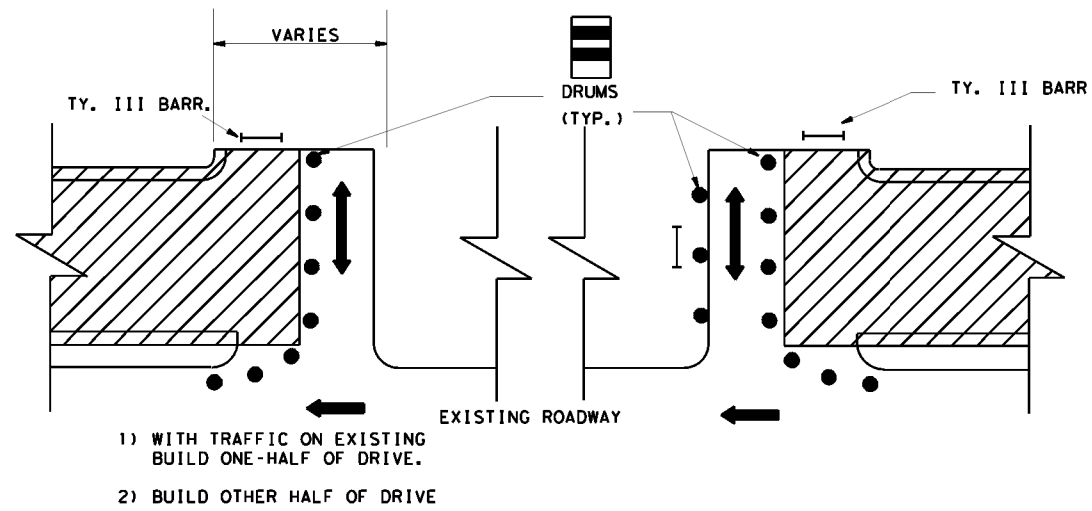 VARIES
TY. III BARR.
DRUMS
(TYP.)
TY. III BARR
EXISTING ROADWAY
1) WITH TRAFFIC ON EXISTING
BUILD ONE-HALF OF DRIVE.
2) BUILD OTHER HALF OF DRIVE